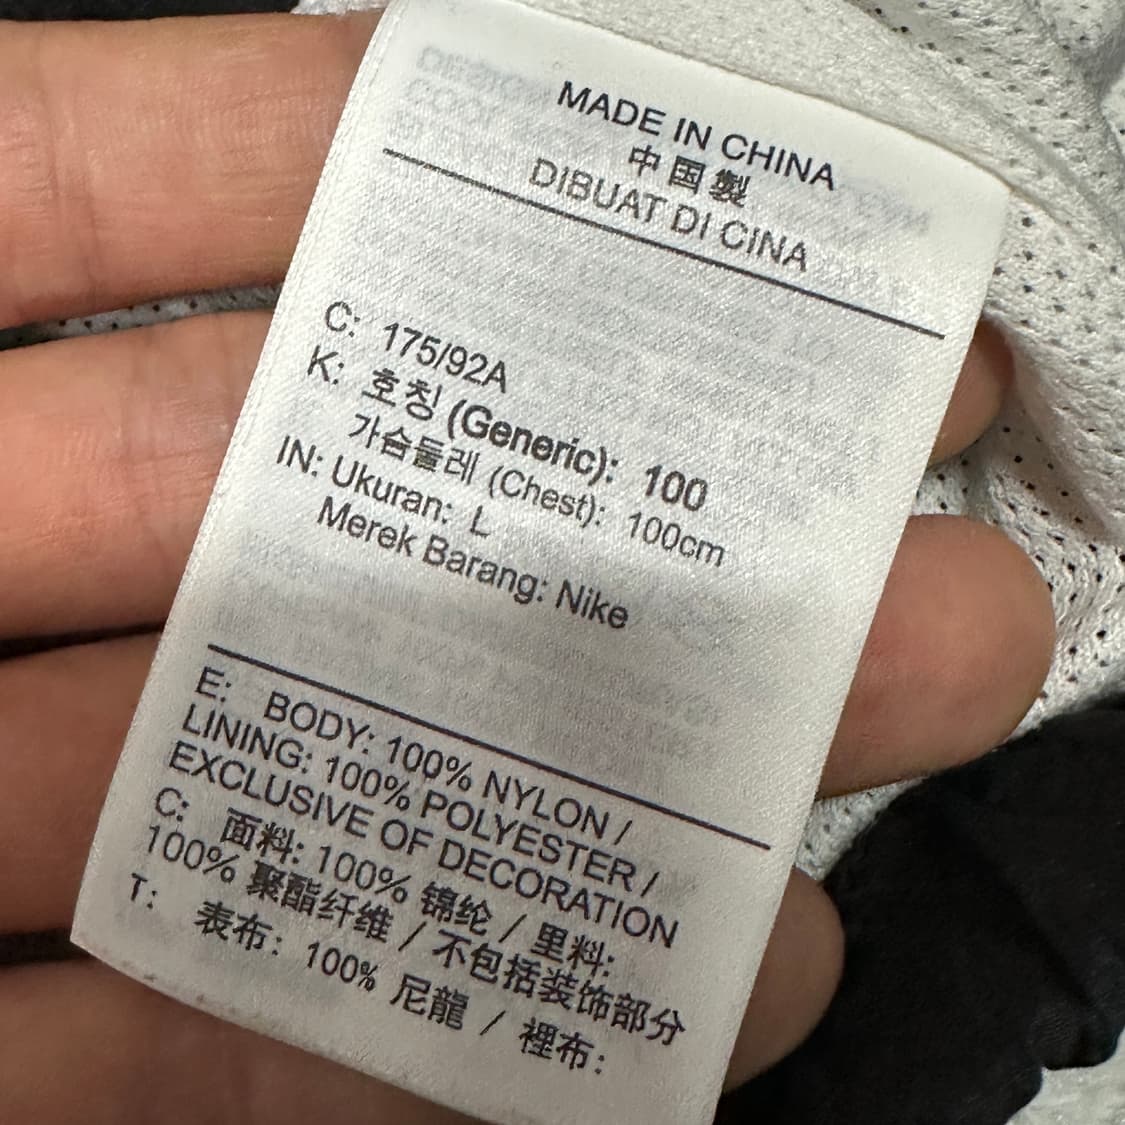 MADE IN CHINA
中国製
DIBUAT DI CINA
C: 175/92A
K: 호칭 (Generic): 100
가슴둘레 (Chest): 100cm
IN: Ukuran: L
Merek Barang: Nike
E: BODY: 100% NYLON /
LINING: 100% POLYESTER /
EXCLUSIVE OF DECORATION
C: 面料: 100% 锦纶 / 里料:
100% 聚酯纤维 / 不包括装饰部分
T: 表布: 100% 尼龍 / 裡布: